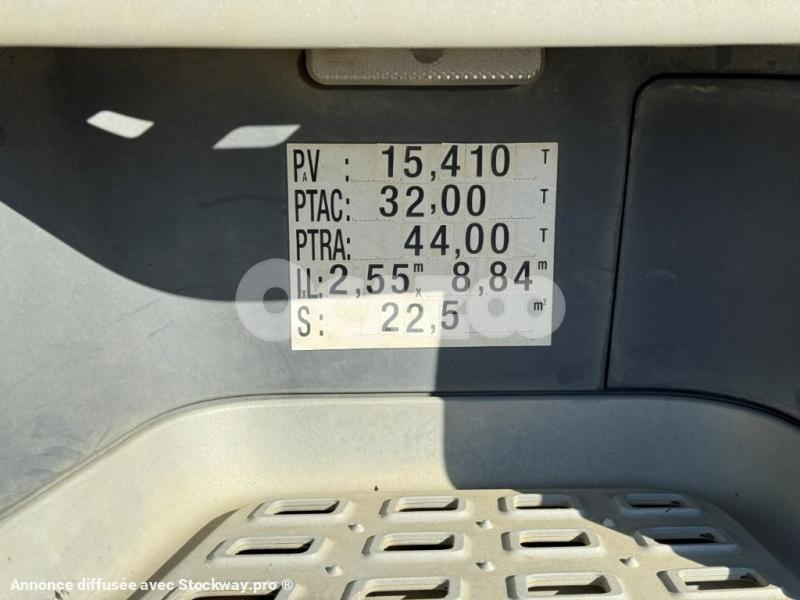 PAV : 15,410 T
PTAC: 32,00 T
PTRA: 44,00 T
lxL: 2,55 m x 8,84 m
S : 22,5 m²
Annonce diffusée avec Stockway.pro ®